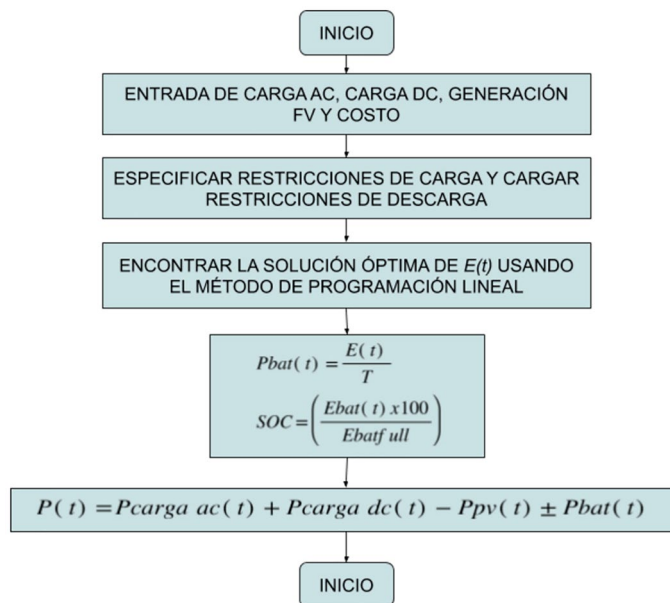 INICIO
ENTRADA DE CARGA AC, CARGA DC, GENERACIÓN
FV Y COSTO
ESPECIFICAR RESTRICCIONES DE CARGA Y CARGAR
RESTRICCIONES DE DESCARGA
ENCONTRAR LA SOLUCIÓN ÓPTIMA DE E(t) USANDO
EL MÉTODO DE PROGRAMACIÓN LINEAL
Pbat( t ) = E( t ) / T
SOC = ( Ebat( t ) x100 / Ebatf ull )
P( t ) = Pcarga ac( t ) + Pcarga dc( t ) − Ppv( t ) ± Pbat( t )
INICIO